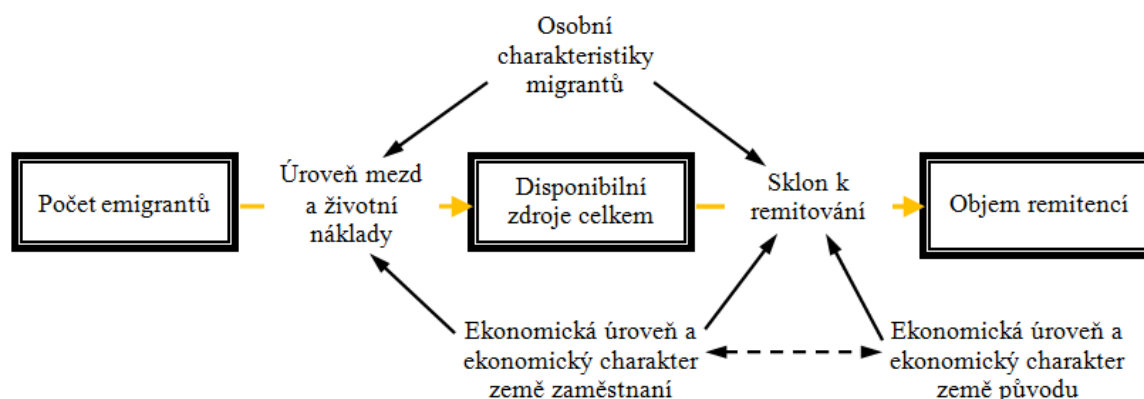 Osobní
charakteristiky
migrantů
Počet emigrantů
Úroveň mezd
a životní
náklady
Disponibilní
zdroje celkem
Sklon k
remitování
Objem remitencí
Ekonomická úroveň a
ekonomický charakter
země zaměstnaní
Ekonomická úroveň a
ekonomický charakter
země původu